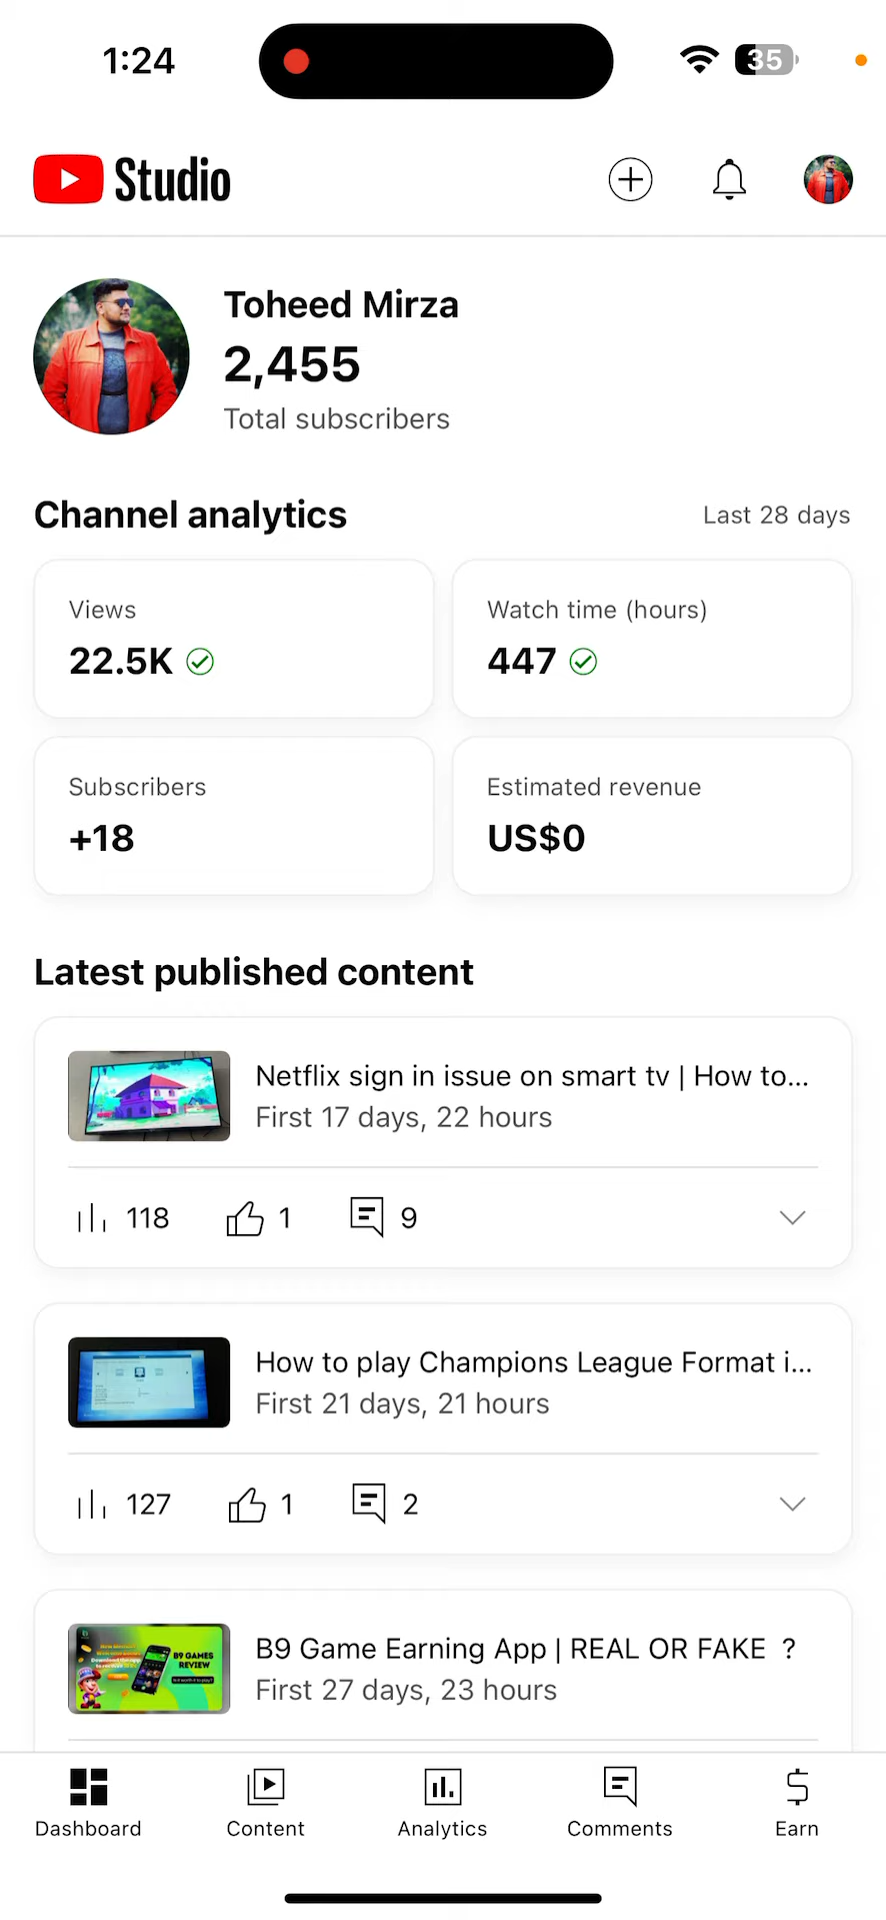 1:24
35
Studio
Toheed Mirza
2,455
Total subscribers
Channel analytics
Last 28 days
Views
Watch time (hours)
22.5K
447
Subscribers
Estimated revenue
+18
US$0
Latest published content
Netflix sign in issue on smart tv | How to...
First 17 days, 22 hours
118
1
9
How to play Champions League Format i...
First 21 days, 21 hours
127
1
2
B9 GAMES
REVIEW
B9 Game Earning App | REAL OR FAKE ?
First 27 days, 23 hours
Dashboard
Content
Analytics
Comments
Earn